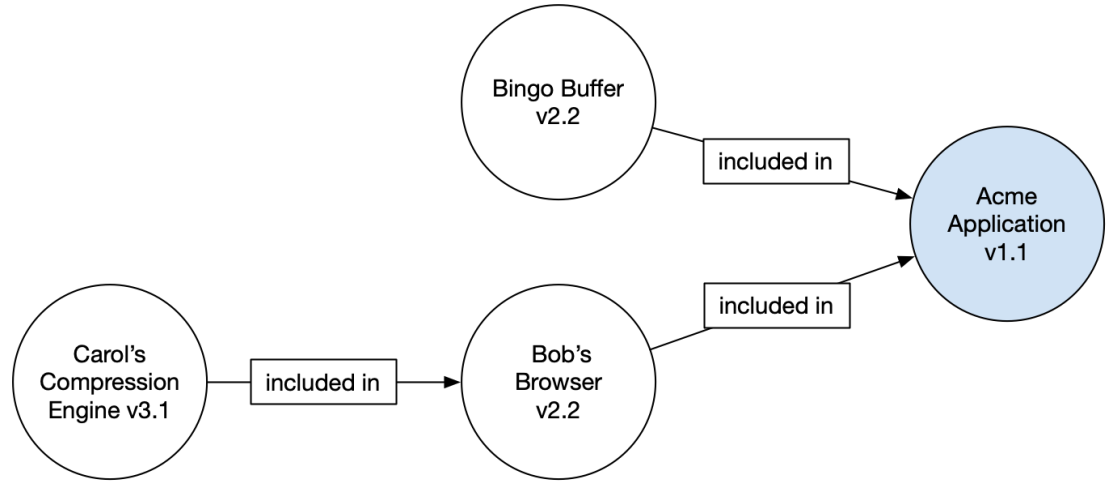 Bingo Buffer
v2.2
included in
Acme
Application
v1.1
included in
Carol’s
Compression
Engine v3.1
included in
Bob’s
Browser
v2.2